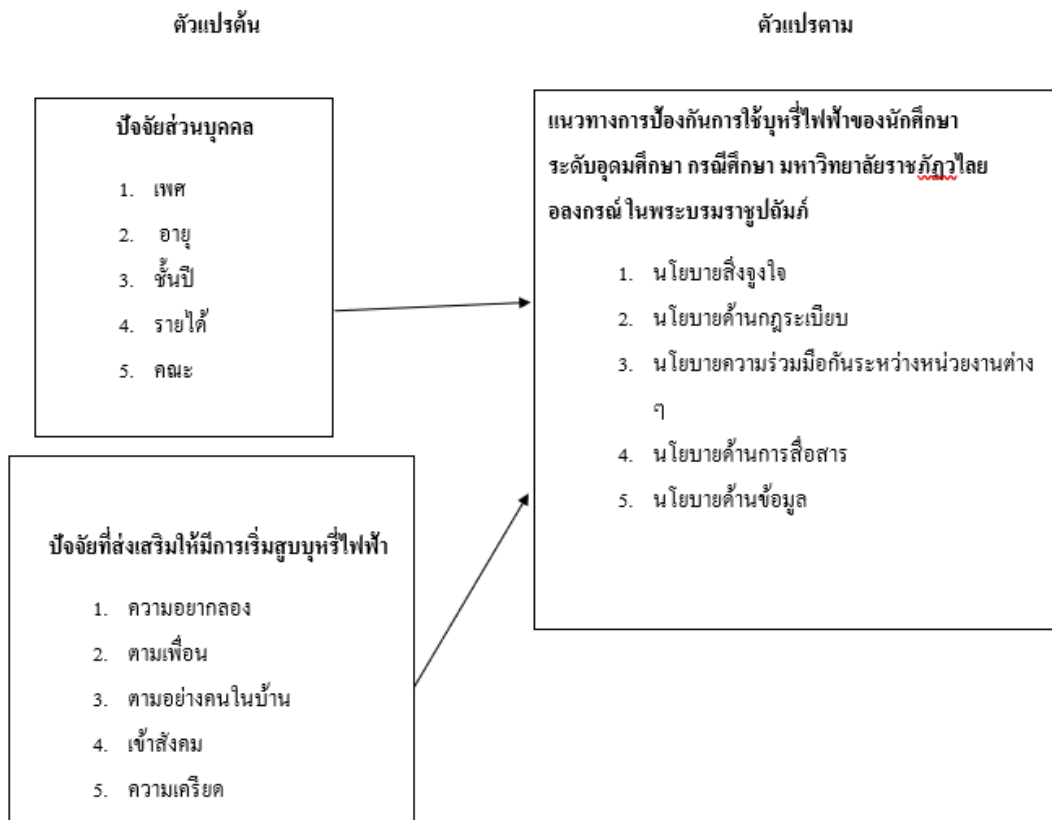 ตัวแปรต้น
ตัวแปรตาม
ปัจจัยส่วนบุคคล
1. เพศ
2. อายุ
3. ชั้นปี
4. รายได้
5. คณะ
ปัจจัยที่ส่งเสริมให้มีการเริ่มสูบบุหรี่ไฟฟ้า
1. ความอยากลอง
2. ตามเพื่อน
3. ตามอย่างคนในบ้าน
4. เข้าสังคม
5. ความเครียด
แนวทางการป้องกันการใช้บุหรี่ไฟฟ้าของนักศึกษา
ระดับอุดมศึกษา กรณีศึกษา มหาวิทยาลัยราชภัฏวไลย
อลงกรณ์ ในพระบรมราชูปถัมภ์
1. นโยบายสิ่งจูงใจ
2. นโยบายด้านกฎระเบียบ
3. นโยบายความร่วมมือกันระหว่างหน่วยงานต่าง
ๆ
4. นโยบายด้านการสื่อสาร
5. นโยบายด้านข้อมูล